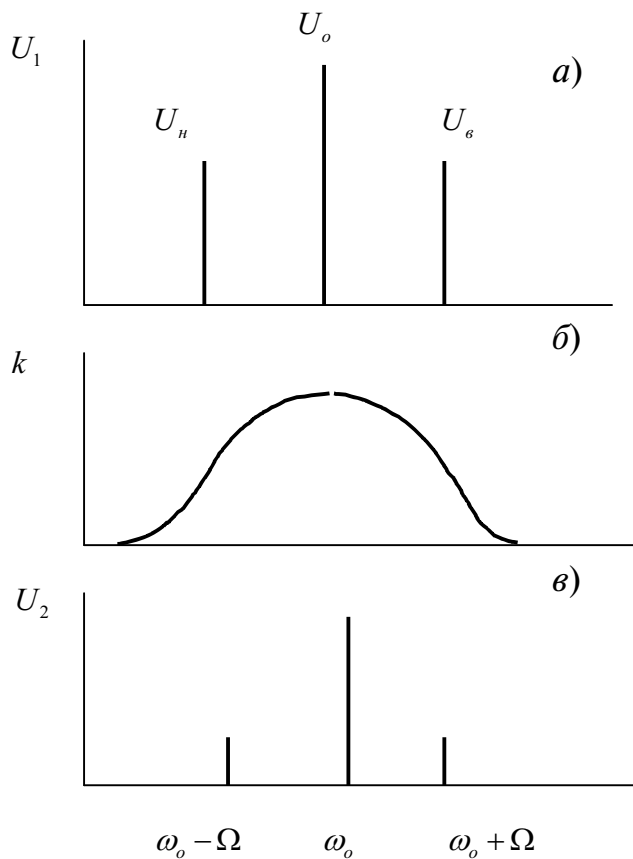 U_o
U_1
а)
U_н
U_в
б)
k
в)
U_2
ω_o − Ω ω_o ω_o + Ω